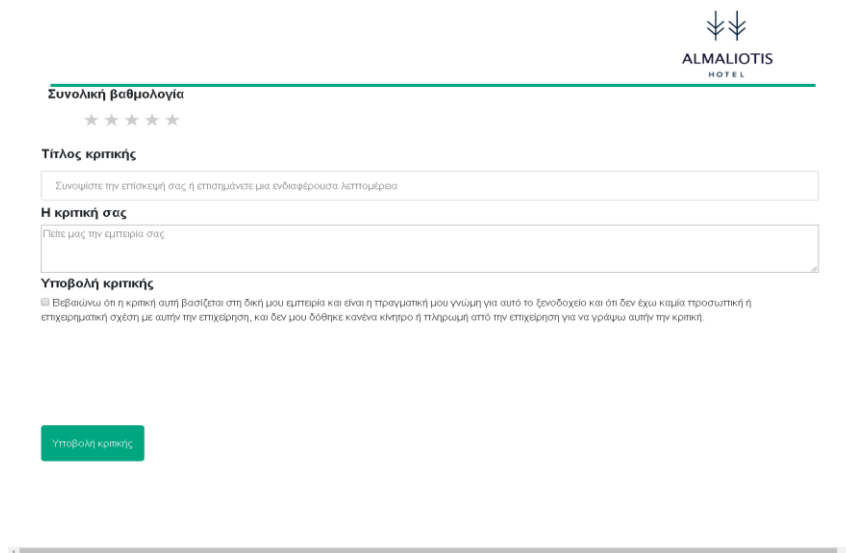 ALMALIOTIS
HOTEL
Συνολική βαθμολογία
Τίτλος κριτικής
Συνοψίστε την επίσκεψή σας ή επισημάνετε μια ενδιαφέρουσα λεπτομέρεια
Η κριτική σας
Πείτε μας την εμπειρία σας
Υποβολή κριτικής
Βεβαιώνω ότι η κριτική αυτή βασίζεται στη δική μου εμπειρία και είναι η πραγματική μου γνώμη για αυτό το ξενοδοχείο και ότι δεν έχω καμία προσωπική ή
επιχειρηματική σχέση με αυτήν την επιχείρηση, και δεν μου δόθηκε κανένα κίνητρο ή πληρωμή από την επιχείρηση για να γράψω αυτήν την κριτική.
Υποβολή κριτικής